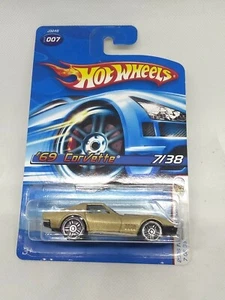 007
HOT WHEELS
'69 Corvette
7/38